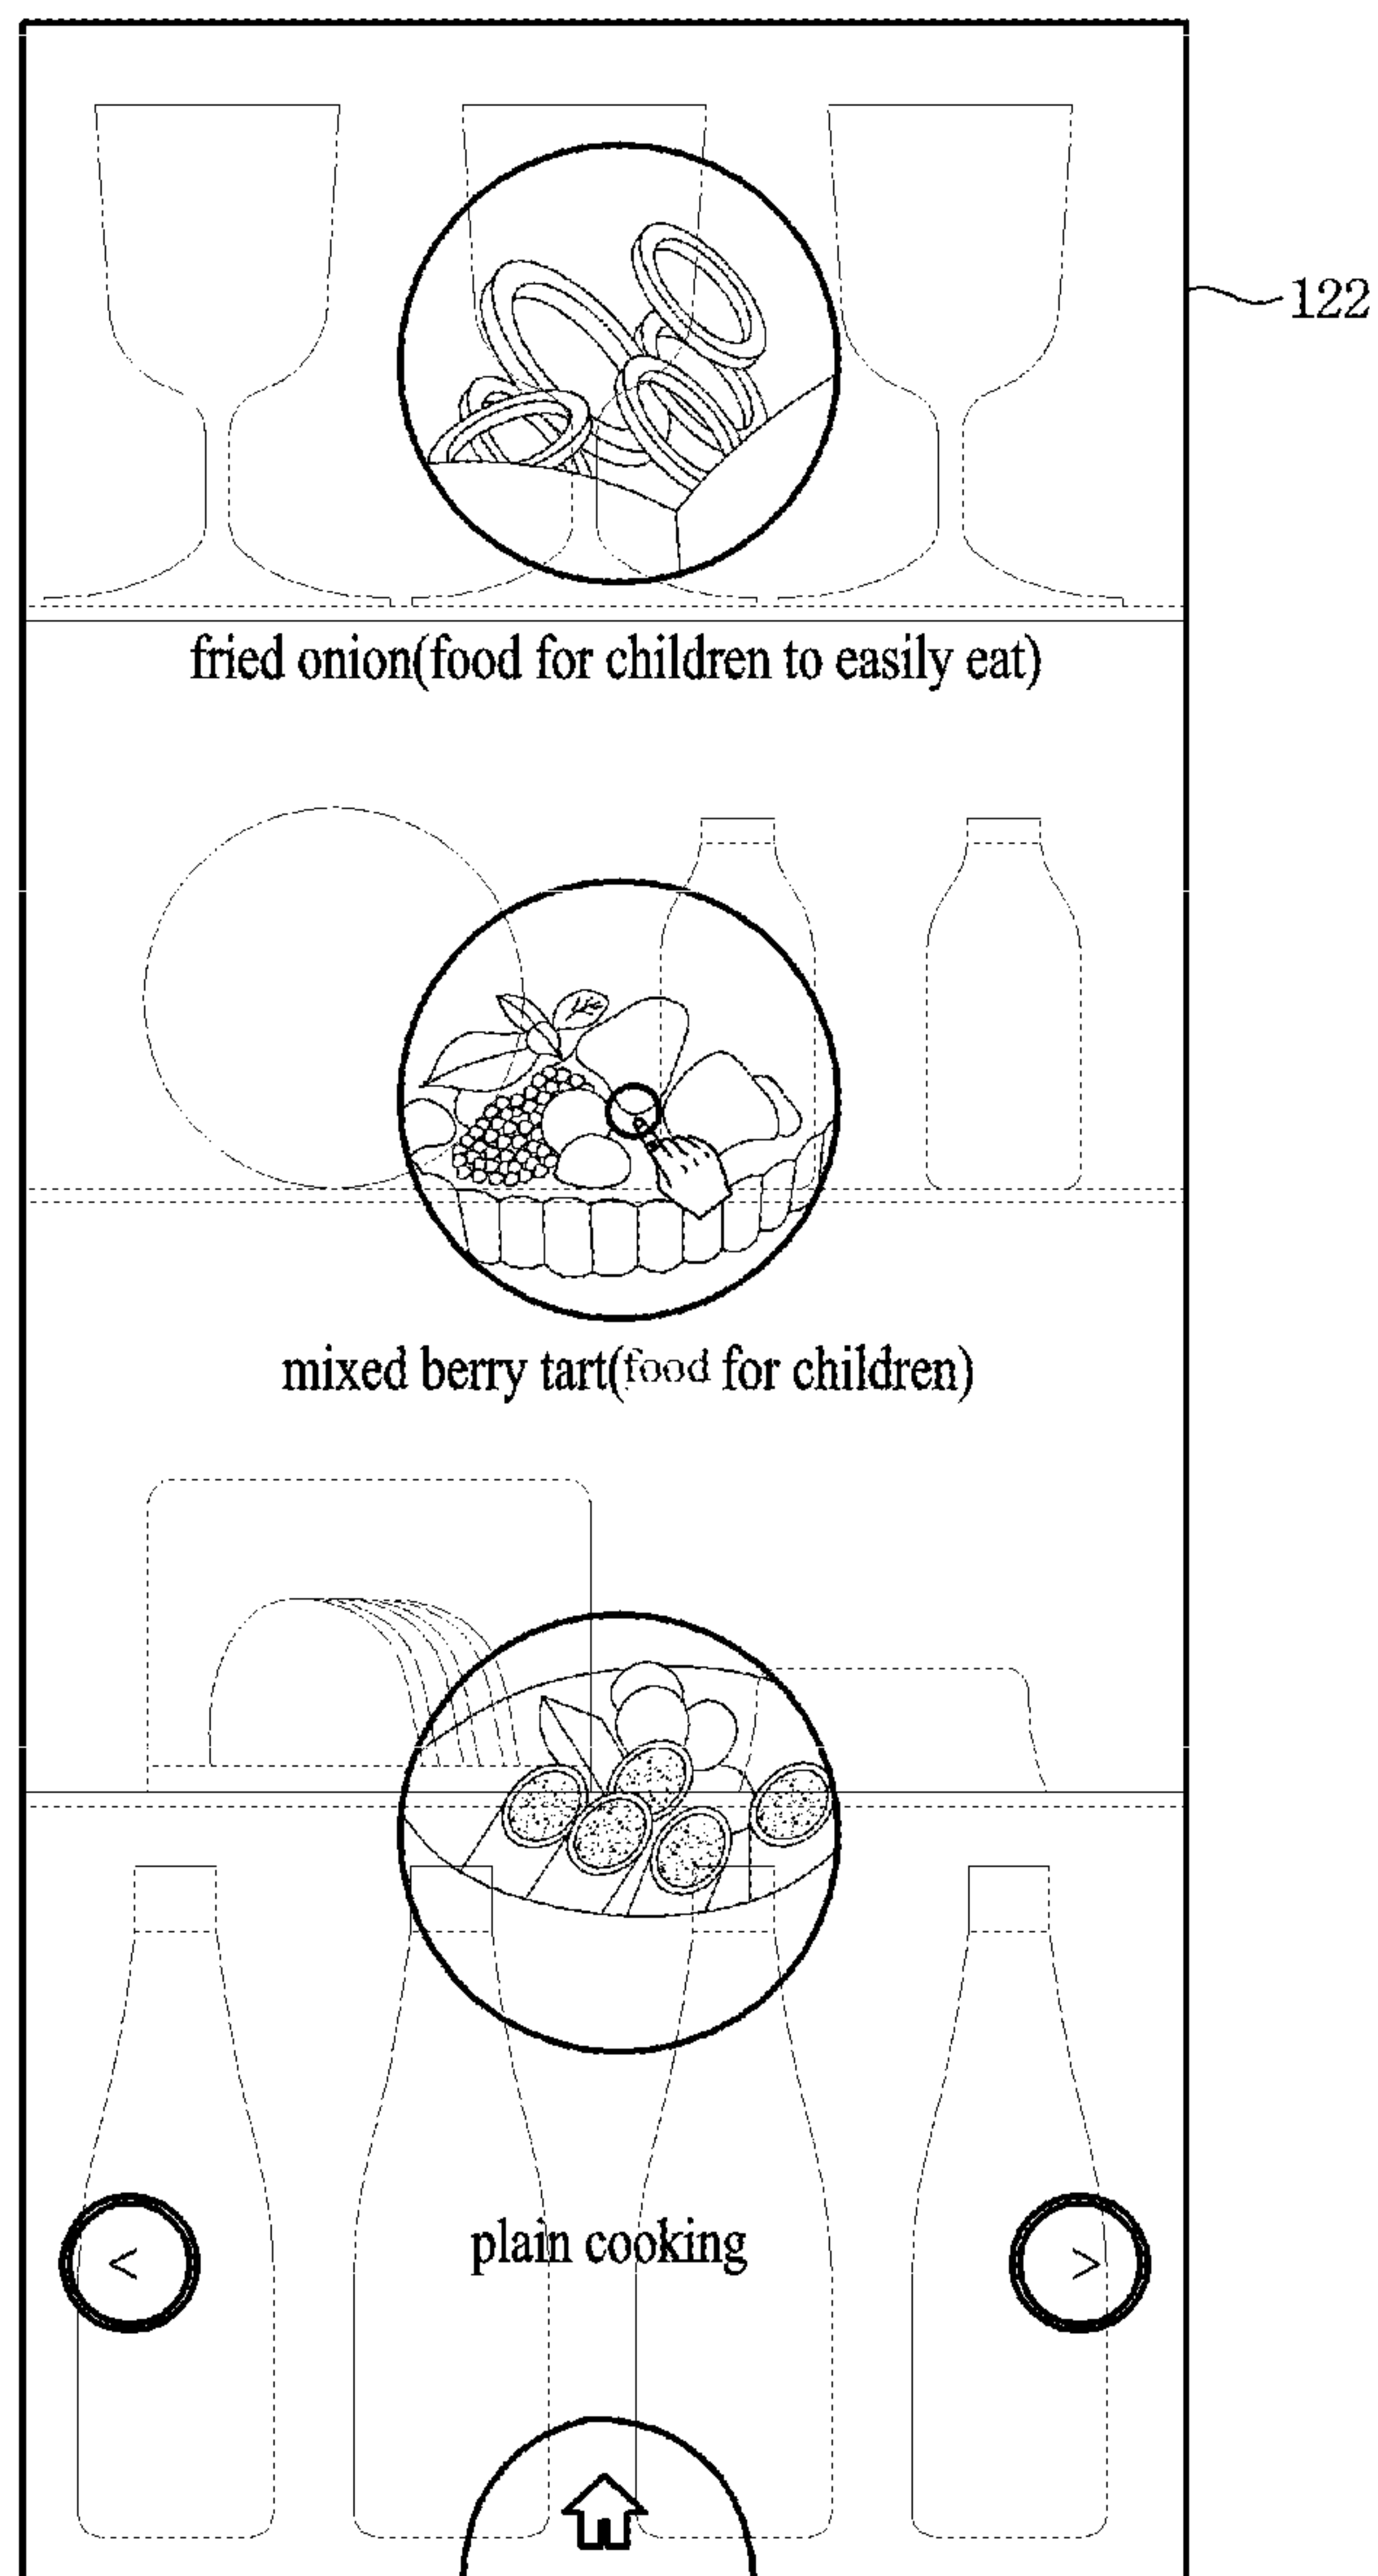 122
fried onion(food for children to easily eat)
mixed berry tart(food for children)
< plain cooking >